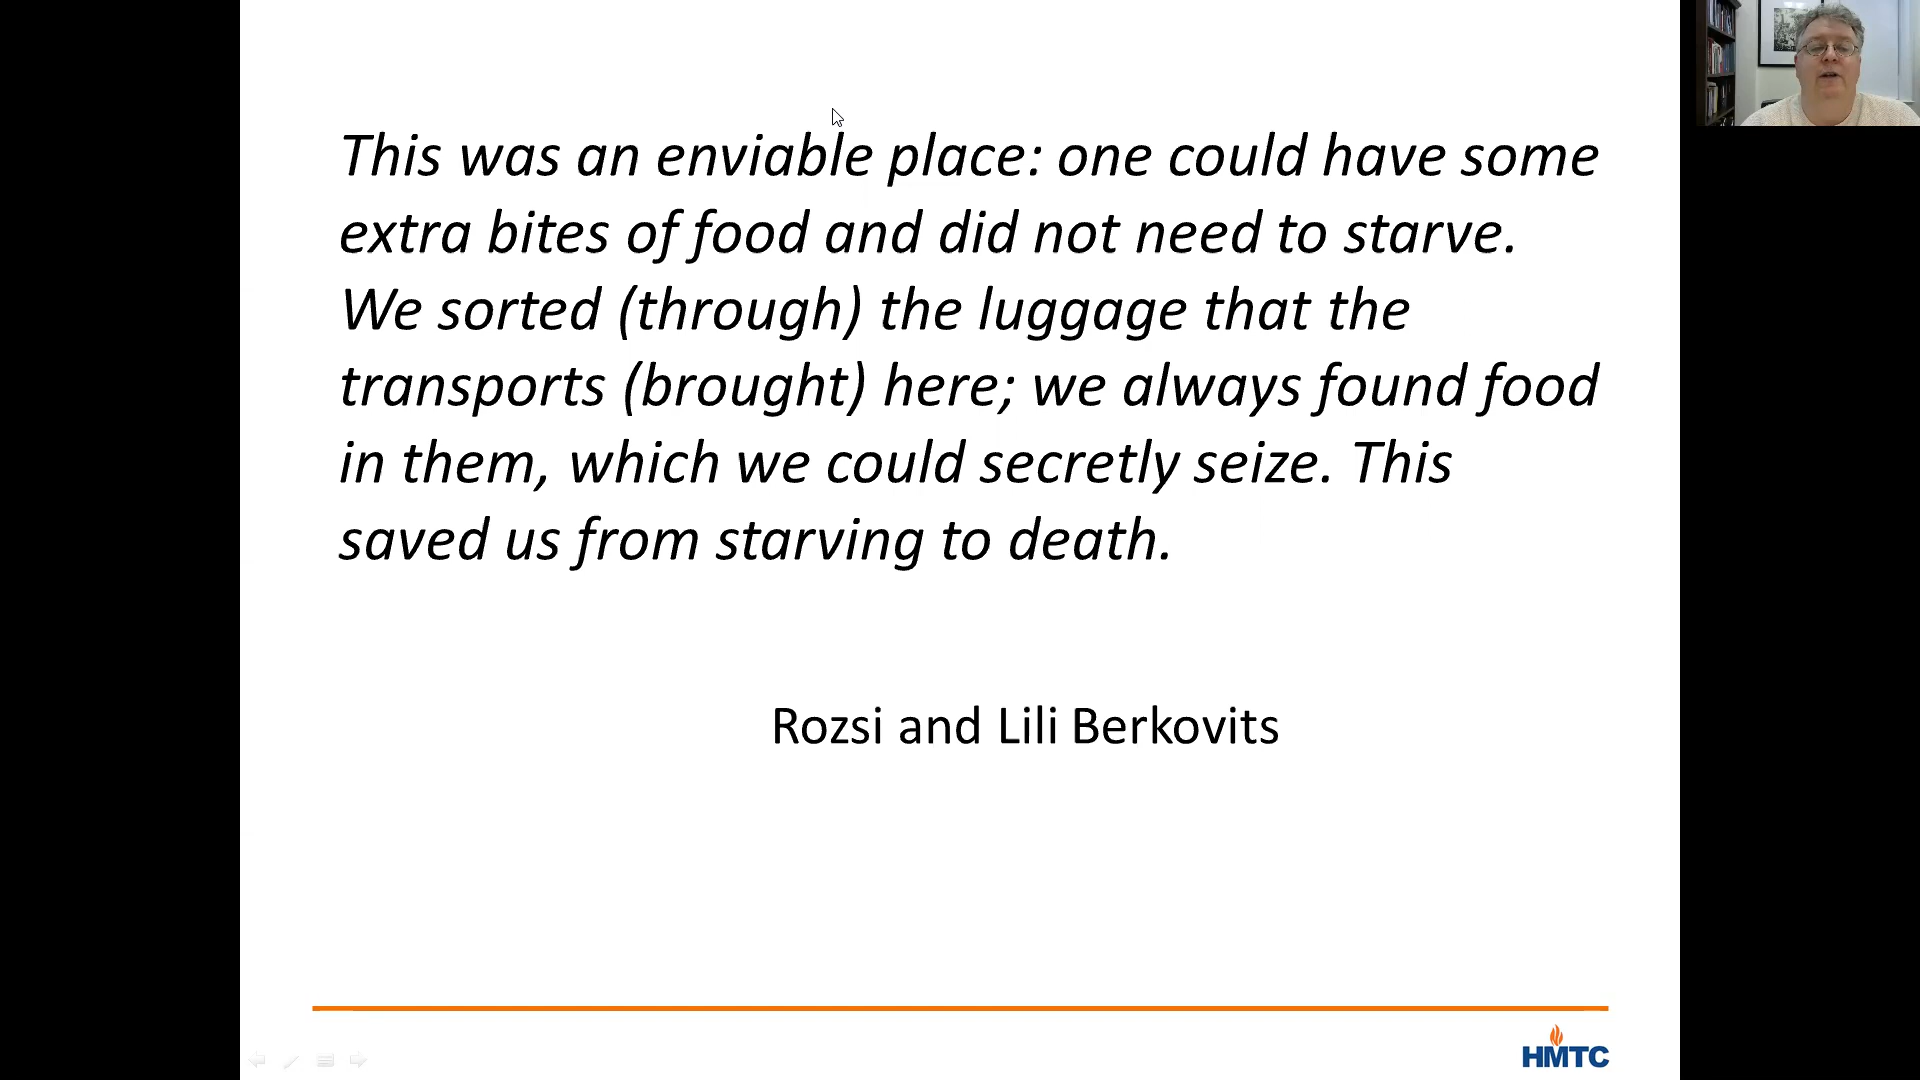 This was an enviable place: one could have some
extra bites of food and did not need to starve.
We sorted (through) the luggage that the
transports (brought) here; we always found food
in them, which we could secretly seize. This
saved us from starving to death.
Rozsi and Lili Berkovits
HMTC